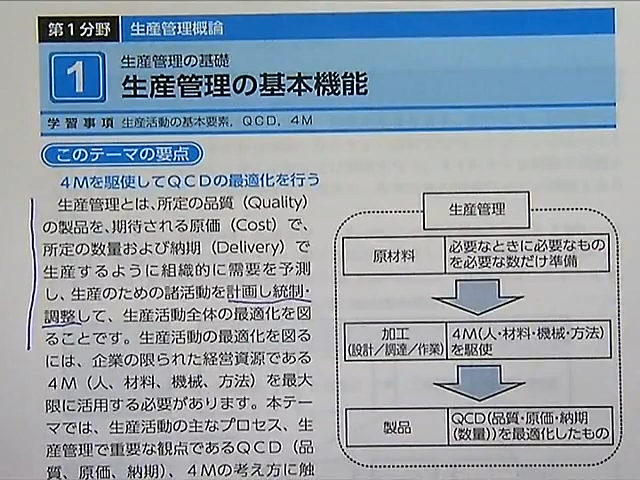 第1分野 生産管理概論
1
生産管理の基礎
生産管理の基本機能
学習事項 生産活動の基本要素, QCD, 4M
このテーマの要点
4Mを駆使してQCDの最適化を行う
生産管理とは、所定の品質（Quality）
の製品を、期待される原価（Cost）で、
所定の数量および納期（Delivery）で
生産するように組織的に需要を予測
し、生産のための諸活動を計画し統制・
調整して、生産活動全体の最適化を図
ることです。生産活動の最適化を図る
には、企業の限られた経営資源である
4M（人、材料、機械、方法）を最大
限に活用する必要があります。本テー
マでは、生産活動の主なプロセス、生
産管理で重要な観点であるQCD（品
質、原価、納期）、4Mの考え方に触
生産管理
原材料
必要なときに必要なもの
を必要な数だけ準備
加工
(設計／調達／作業)
4M(人・材料・機械・方法)
を駆使
製品
QCD(品質・原価・納期
(数量))を最適化したもの